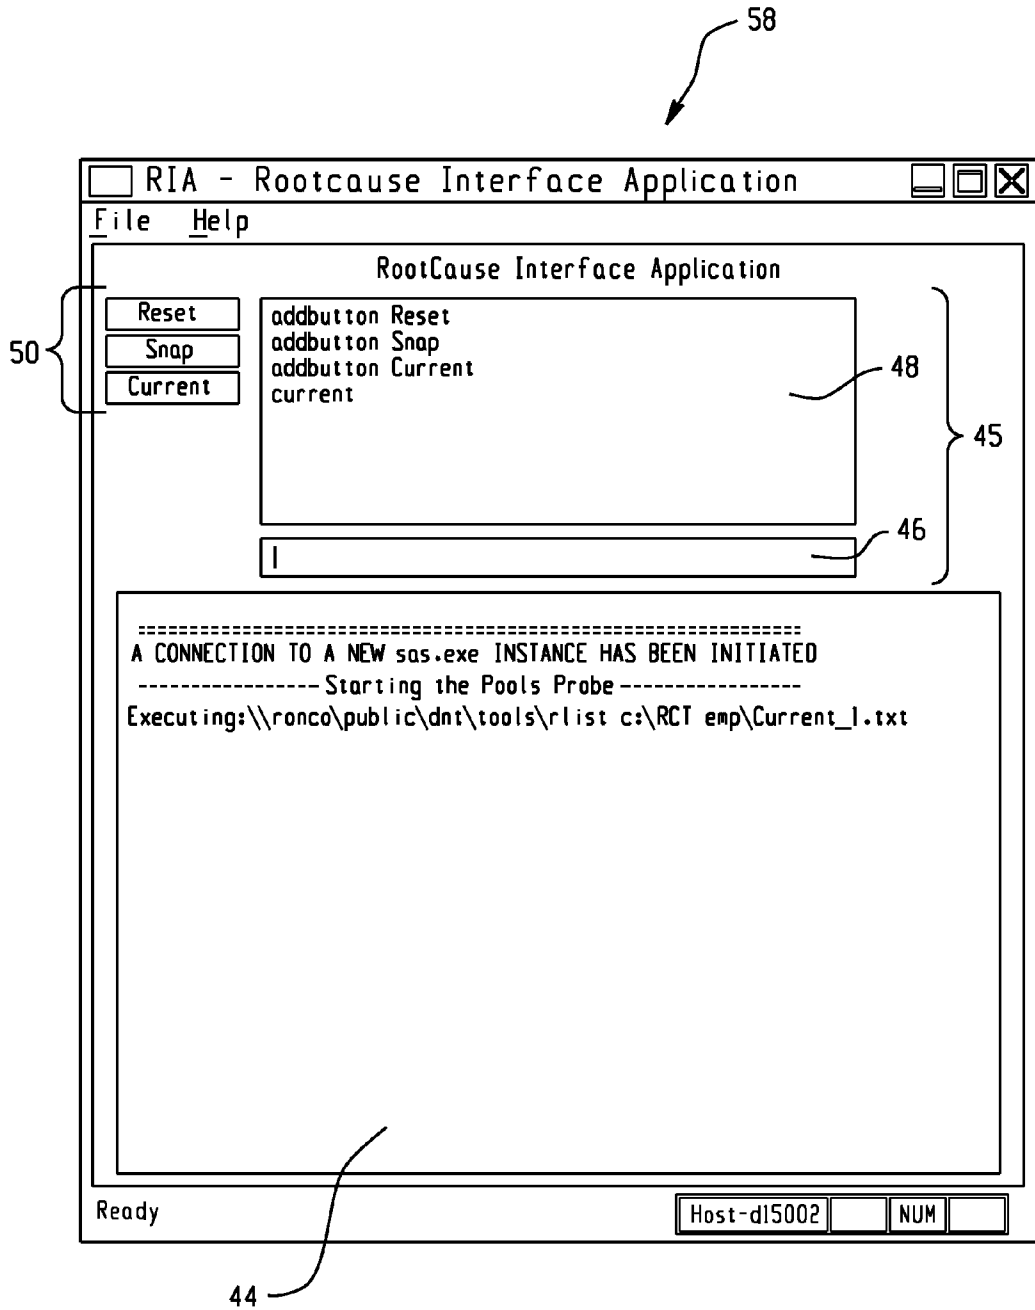 58
RIA - Rootcause Interface Application
File Help
RootCause Interface Application
50
Reset
Snap
Current
addbutton Reset
addbutton Snap
addbutton Current
current
48
45
46
|
==========================================================
A CONNECTION TO A NEW sas.exe INSTANCE HAS BEEN INITIATED
-----------------Starting the Pools Probe-----------------
Executing:\\ronco\public\dnt\tools\rlist c:\RCT emp\Current_1.txt
Ready
Host-d15002
NUM
44